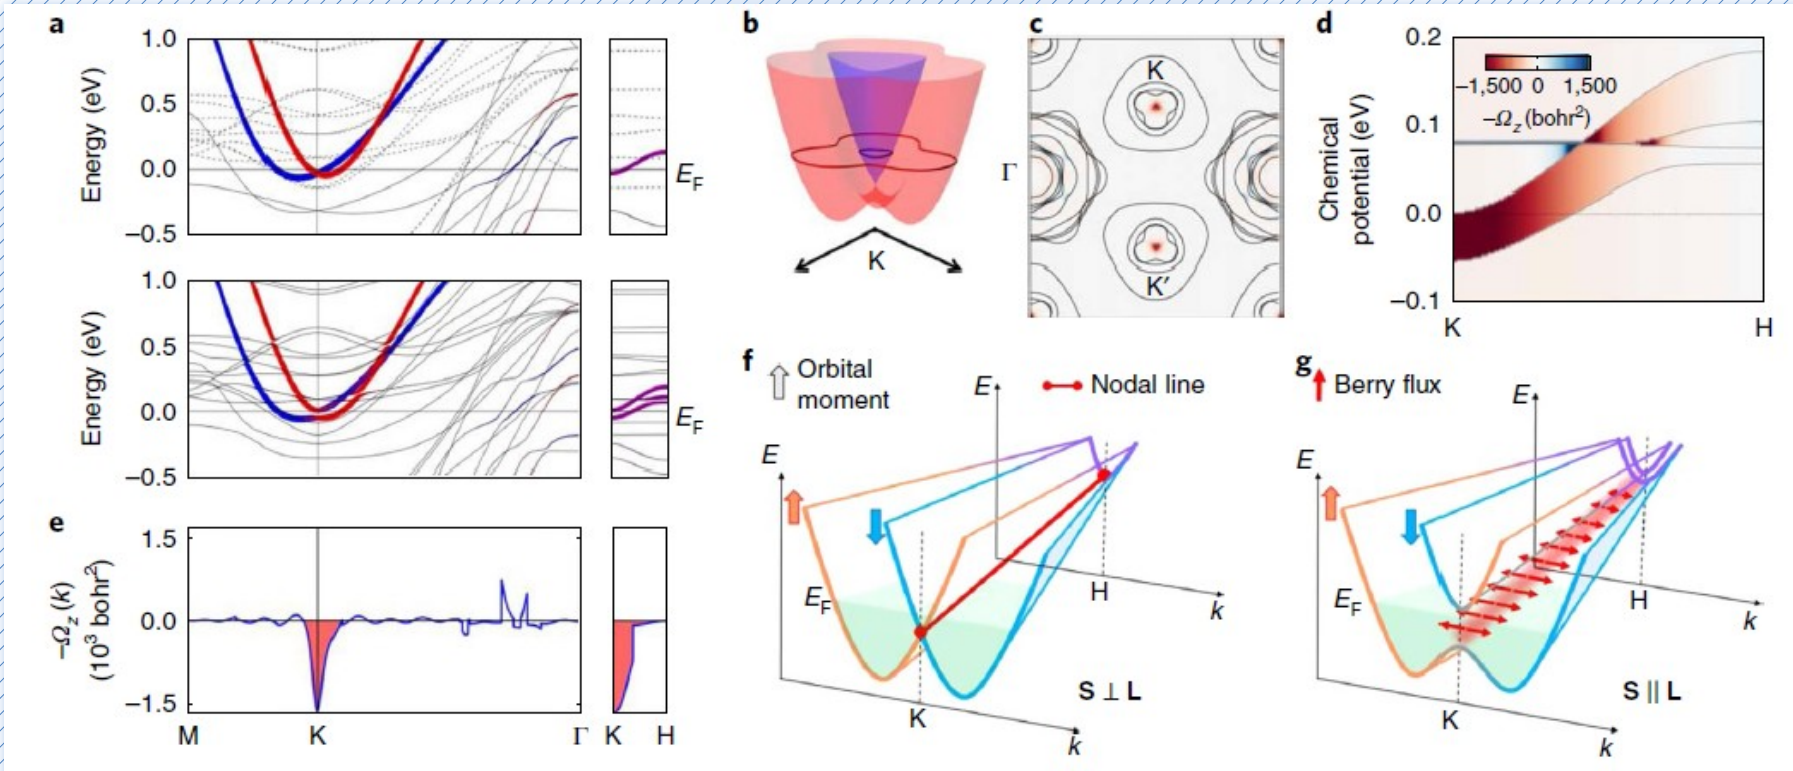 a
1.0
0.5
0.0
−0.5
Energy (eV)
E_F
1.0
0.5
0.0
−0.5
Energy (eV)
E_F
b
K
c
K
Γ
K′
d
0.2
0.1
0.0
−0.1
Chemical
potential (eV)
−1,500 0 1,500
−Ω_z (bohr²)
K H
e
1.5
0.0
−1.5
−Ω_z(k)
(10³ bohr²)
M K Γ K H
f
Orbital
moment
E
Nodal line
E
E_F
H
k
S ⊥ L
K
k
g
Berry flux
E
E
E_F
H
k
S || L
K
k